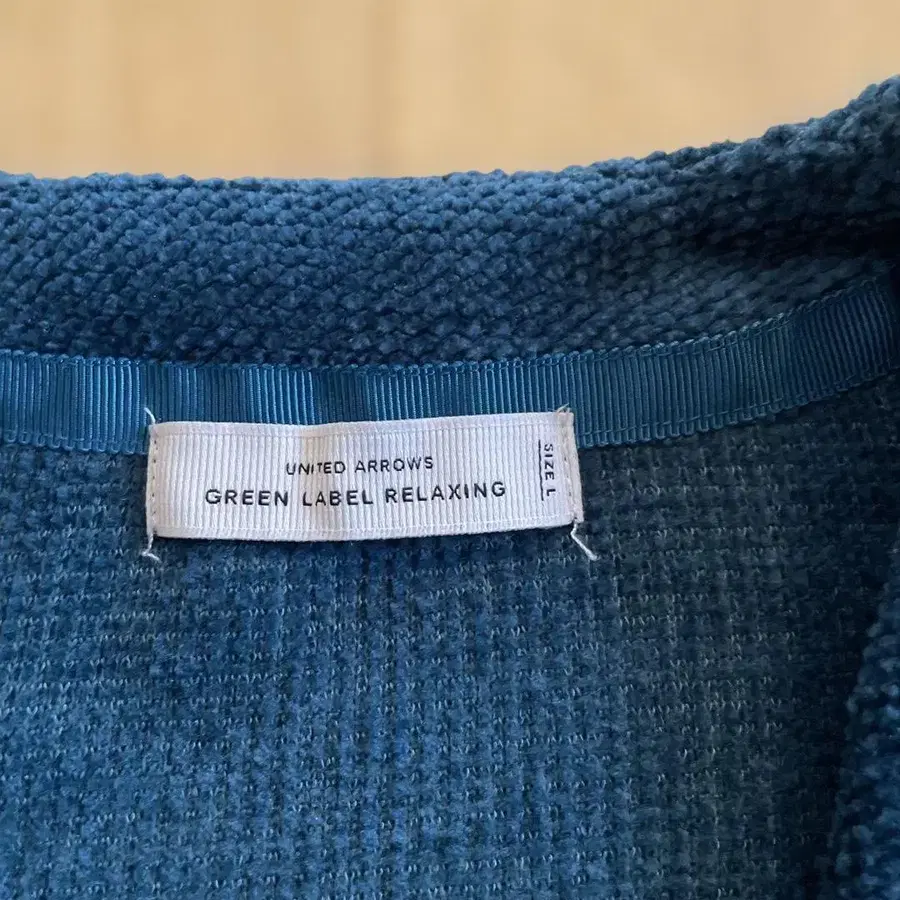 UNITED ARROWS
GREEN LABEL RELAXING
SIZE L